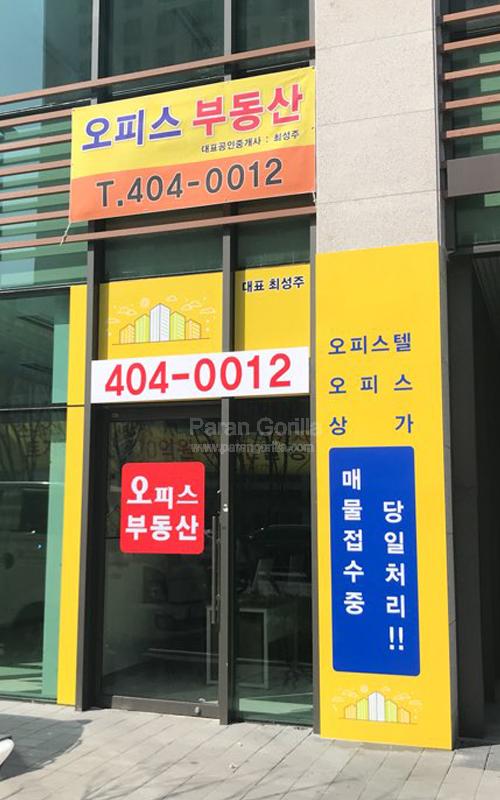 오피스 부동산
대표공인중개사 : 최성주
T.404-0012
대표 최성주
404-0012
오피스텔
오피스
상가
Paran Gorilla
www.parangorilla.com
오피스
부동산
매물접수중
당일처리!!